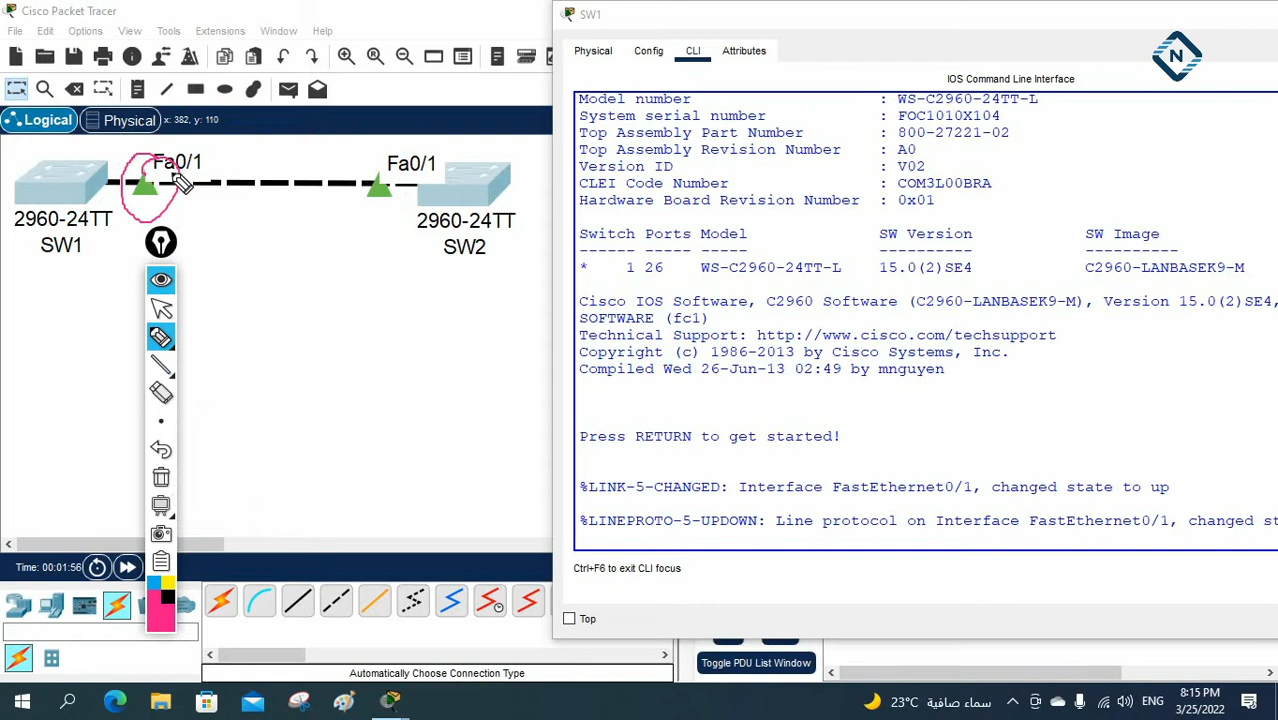 Cisco Packet Tracer
File Edit Options View Tools Extensions Window Help
Logical Physical x: 382, y: 110
Fa0/1 Fa0/1
2960-24TT
SW1
2960-24TT
SW2
Time: 00:01:56
Automatically Choose Connection Type
SW1
Physical Config CLI Attributes
IOS Command Line Interface
Model number : WS-C2960-24TT-L
System serial number : FOC1010X104
Top Assembly Part Number : 800-27221-02
Top Assembly Revision Number : A0
Version ID : V02
CLEI Code Number : COM3L00BRA
Hardware Board Revision Number : 0x01
Switch Ports Model SW Version SW Image
------ ----- ----- ---------- ----------
* 1 26 WS-C2960-24TT-L 15.0(2)SE4 C2960-LANBASEK9-M
Cisco IOS Software, C2960 Software (C2960-LANBASEK9-M), Version 15.0(2)SE4,
SOFTWARE (fc1)
Technical Support: http://www.cisco.com/techsupport
Copyright (c) 1986-2013 by Cisco Systems, Inc.
Compiled Wed 26-Jun-13 02:49 by mnguyen
Press RETURN to get started!
%LINK-5-CHANGED: Interface FastEthernet0/1, changed state to up
%LINEPROTO-5-UPDOWN: Line protocol on Interface FastEthernet0/1, changed st
Ctrl+F6 to exit CLI focus
Top
Toggle PDU List Window
23°C سماء صافية ENG
8:15 PM
3/25/2022